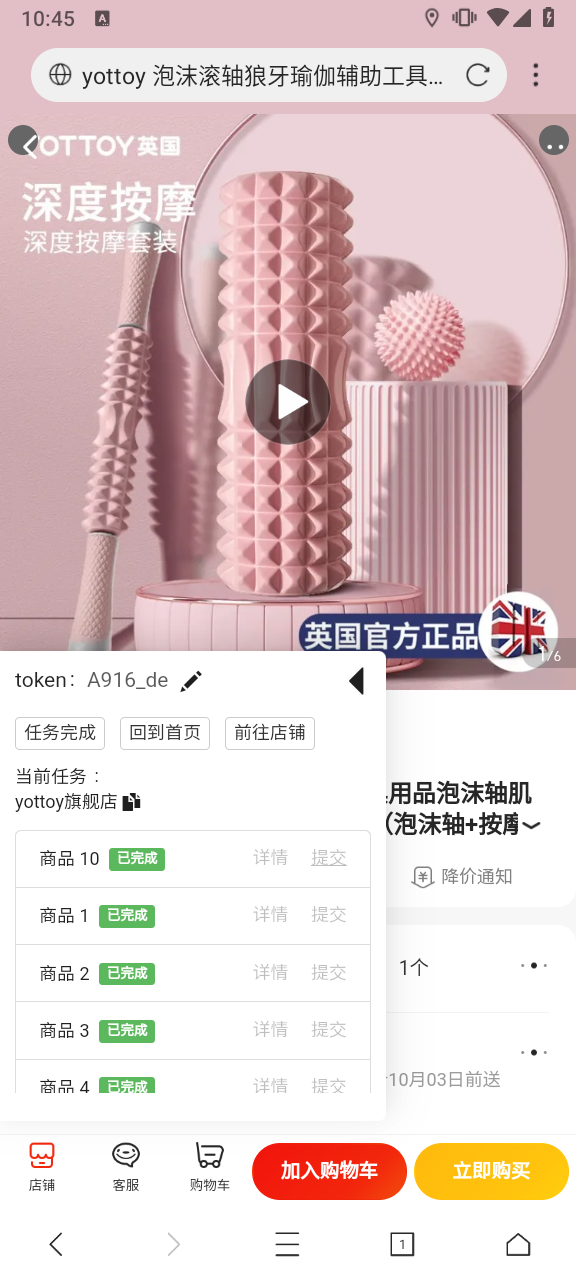 10:45
yottoy 泡沫滚轴狼牙瑜伽辅助工具...
YOTTOY英国
深度按摩
深度按摩套装
英国官方正品
1/6
token: A916_de
任务完成 回到首页 前往店铺
当前任务：
yottoy旗舰店
用品泡沫轴肌
（泡沫轴+按摩
降价通知
商品 10 已完成 详情 提交
商品 1 已完成 详情 提交
1个
商品 2 已完成 详情 提交
商品 3 已完成 详情 提交
10月03日前送
商品 4 已完成 详情 提交
店铺 客服 购物车 加入购物车 立即购买
1